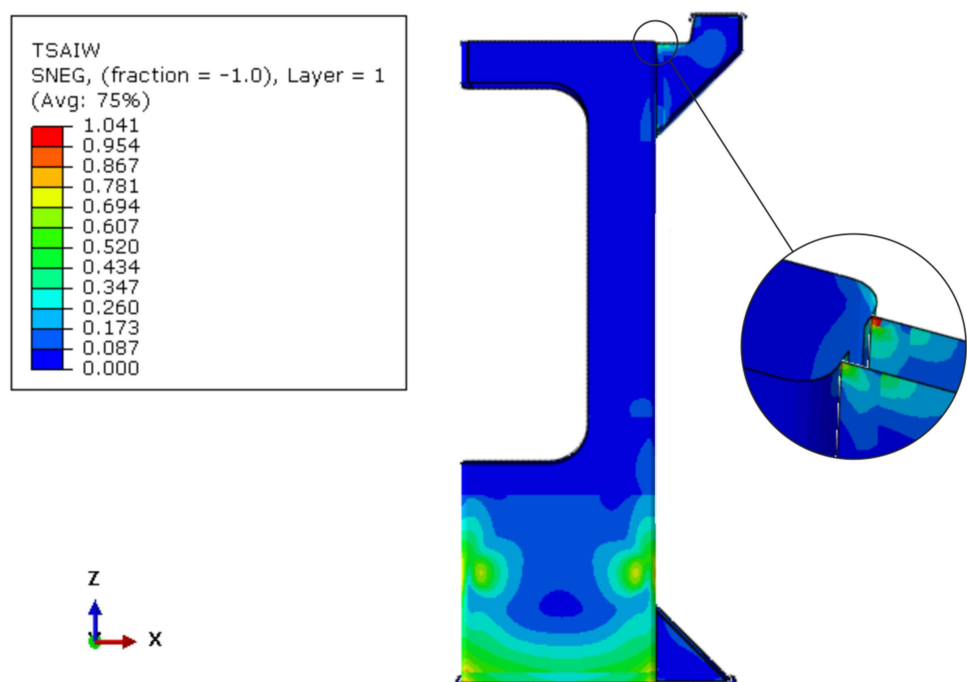 TSAIW
SNEG, (fraction = -1.0), Layer = 1
(Avg: 75%)
1.041
0.954
0.867
0.781
0.694
0.607
0.520
0.434
0.347
0.260
0.173
0.087
0.000
Z
X